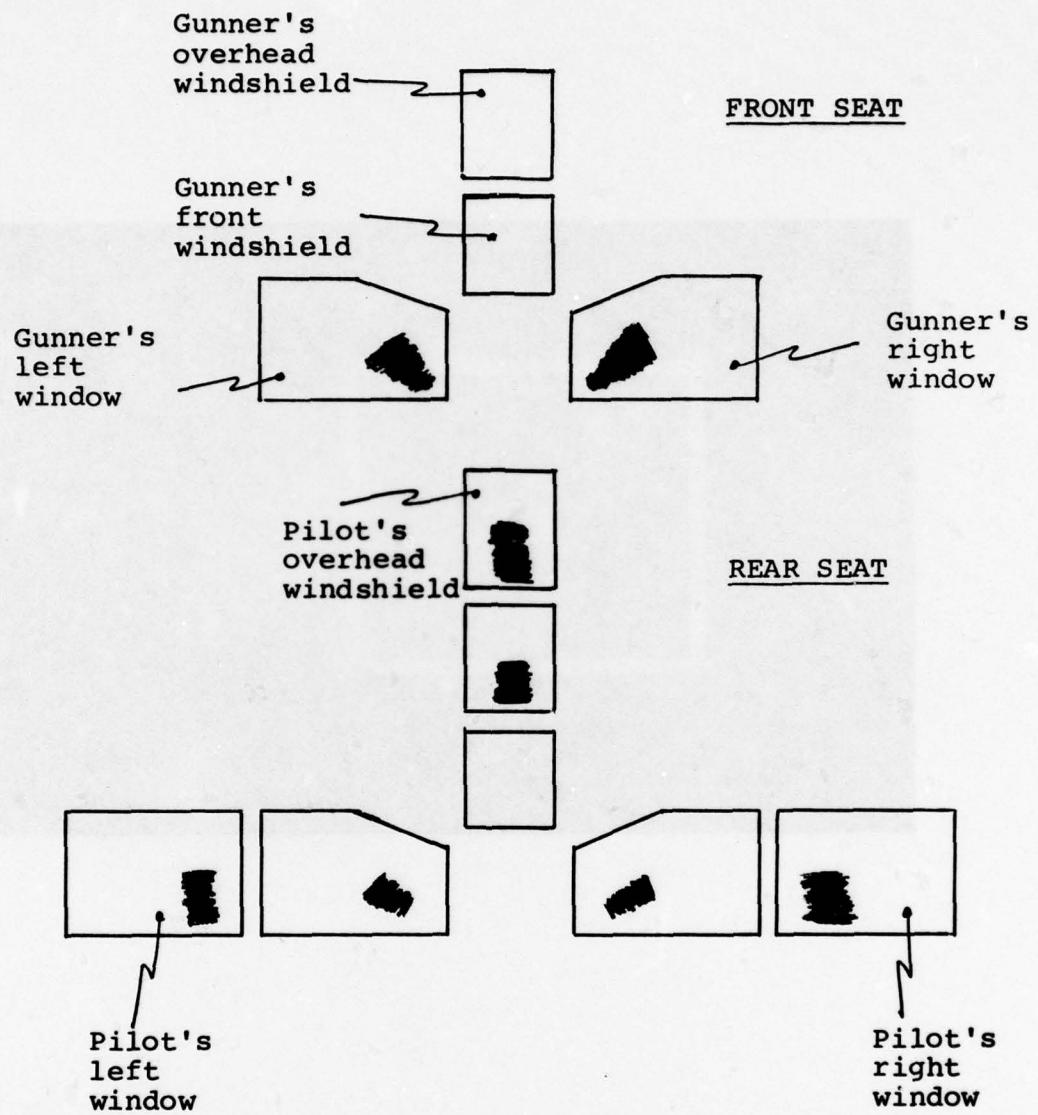 Gunner's
overhead
windshield
FRONT SEAT
Gunner's
front
windshield
Gunner's
left
window
Gunner's
right
window
Pilot's
overhead
windshield
REAR SEAT
Pilot's
left
window
Pilot's
right
window